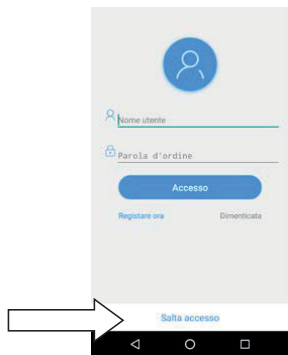 Nome utente
Parola d'ordine
Accesso
Registare ora Dimenticata
Salta accesso